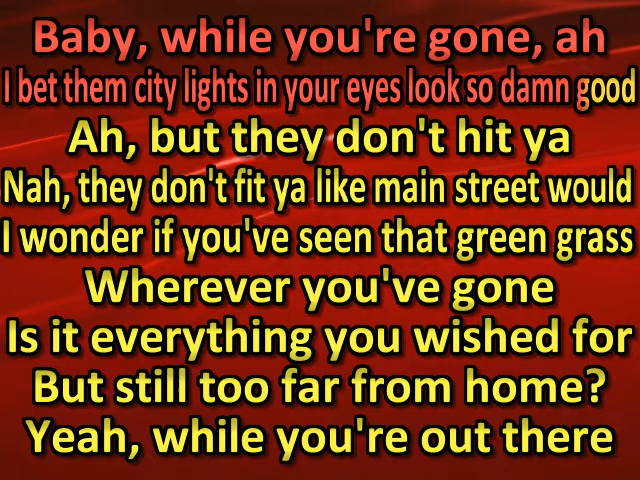 Baby, while you're gone, ah
I bet them city lights in your eyes look so damn good
Ah, but they don't hit ya
Nah, they don't fit ya like main street would
I wonder if you've seen that green grass
Wherever you've gone
Is it everything you wished for
But still too far from home?
Yeah, while you're out there